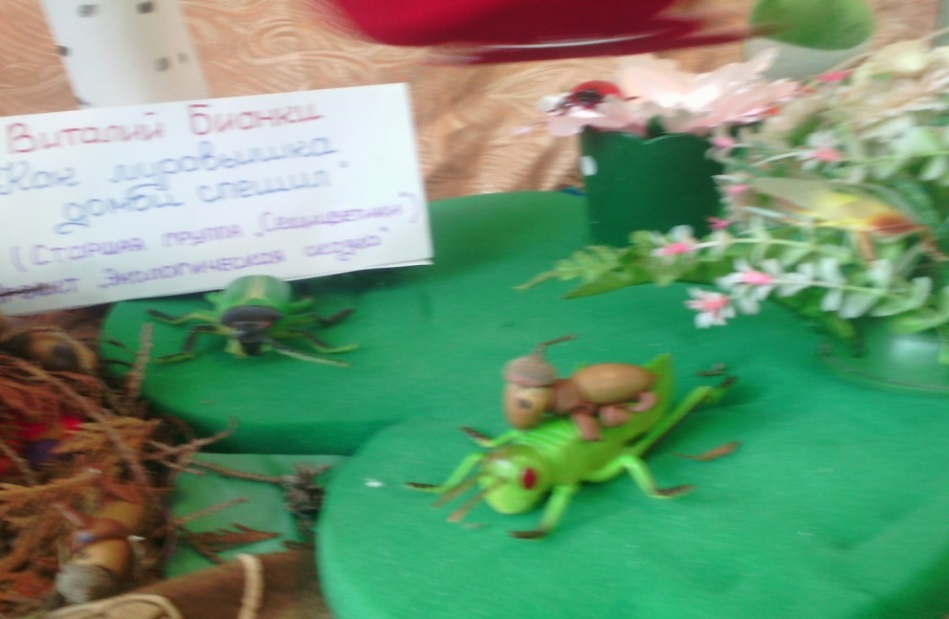 Виталий Бианки
"Как муравьишка
домой спешил"
(Старшая группа "Семицветики")
Экологическая сказка"